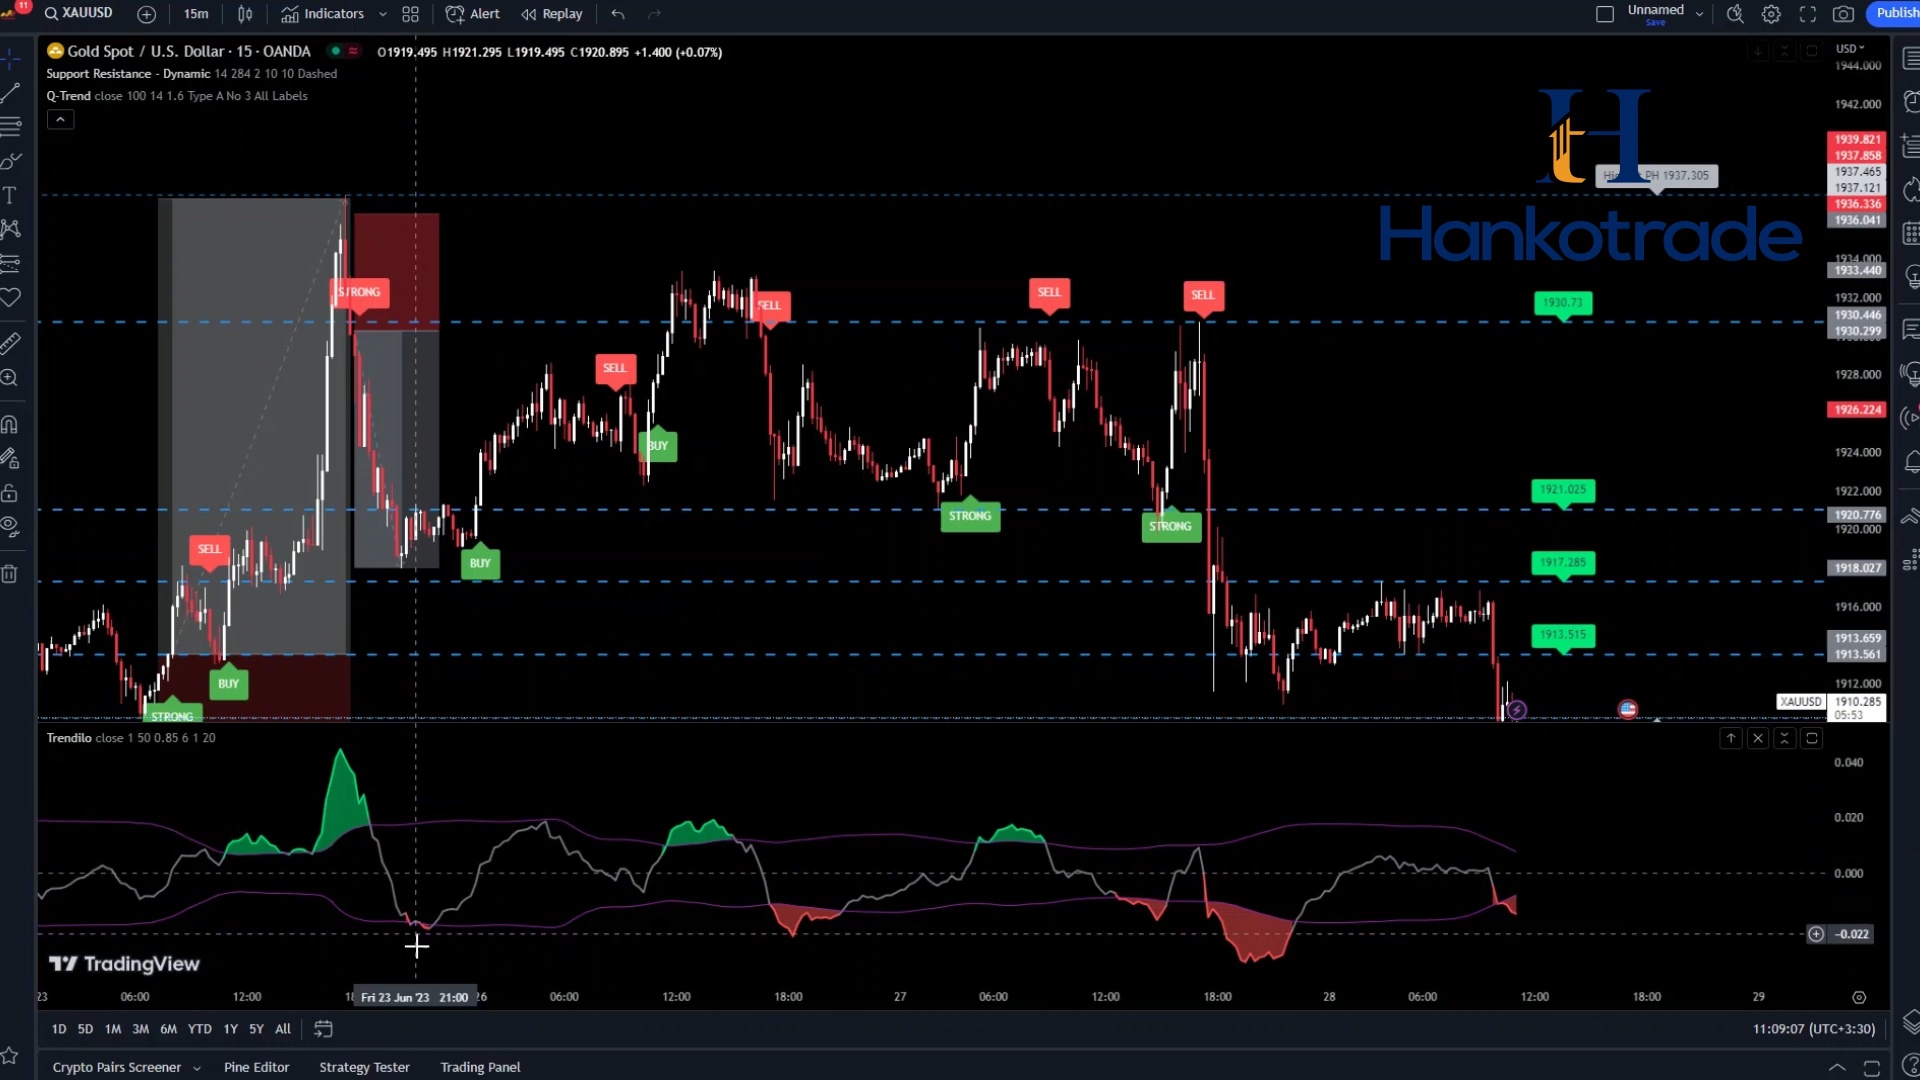 11
XAUUSD
15m
Indicators
Alert
Replay
Unnamed
Save
Publish
Gold Spot / U.S. Dollar · 15 · OANDA
O1919.495 H1921.295 L1919.495 C1920.895 +1.400 (+0.07%)
Support Resistance - Dynamic 14 284 2 10 10 Dashed
Q-Trend close 100 14 1.6 Type A No 3 All Labels
USD
1944.000
1942.000
1939.821
1937.858
1937.465
1937.121
1936.336
1936.041
1934.000
1933.440
1932.000
1930.446
1930.299
1928.000
1926.224
1924.000
1922.000
1920.776
1920.000
1918.027
1916.000
1913.659
1913.561
1912.000
XAUUSD
1910.285
05:53
PH 1937.305
Hankotrade
STRONG
SELL
SELL
SELL
SELL
SELL
1930.73
BUY
1921.025
STRONG
STRONG
BUY
1917.285
BUY
1913.515
STRONG
Trendilo close 1 50 0.85 6 1 20
0.040
0.020
0.000
−0.022
TradingView
23
06:00
12:00
Fri 23 Jun '23 21:00
26
06:00
12:00
18:00
27
06:00
12:00
18:00
28
06:00
12:00
18:00
29
1D
5D
1M
3M
6M
YTD
1Y
5Y
All
11:09:07 (UTC+3:30)
Crypto Pairs Screener
Pine Editor
Strategy Tester
Trading Panel